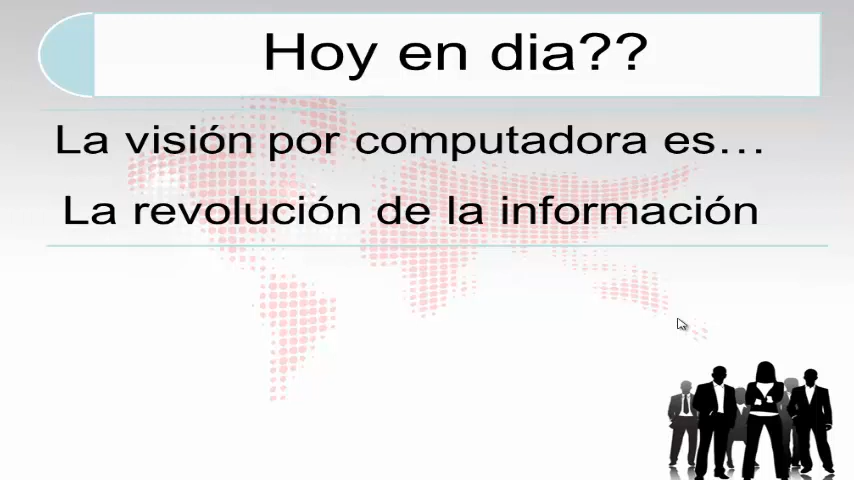 Hoy en dia??
La visión por computadora es...
La revolución de la información